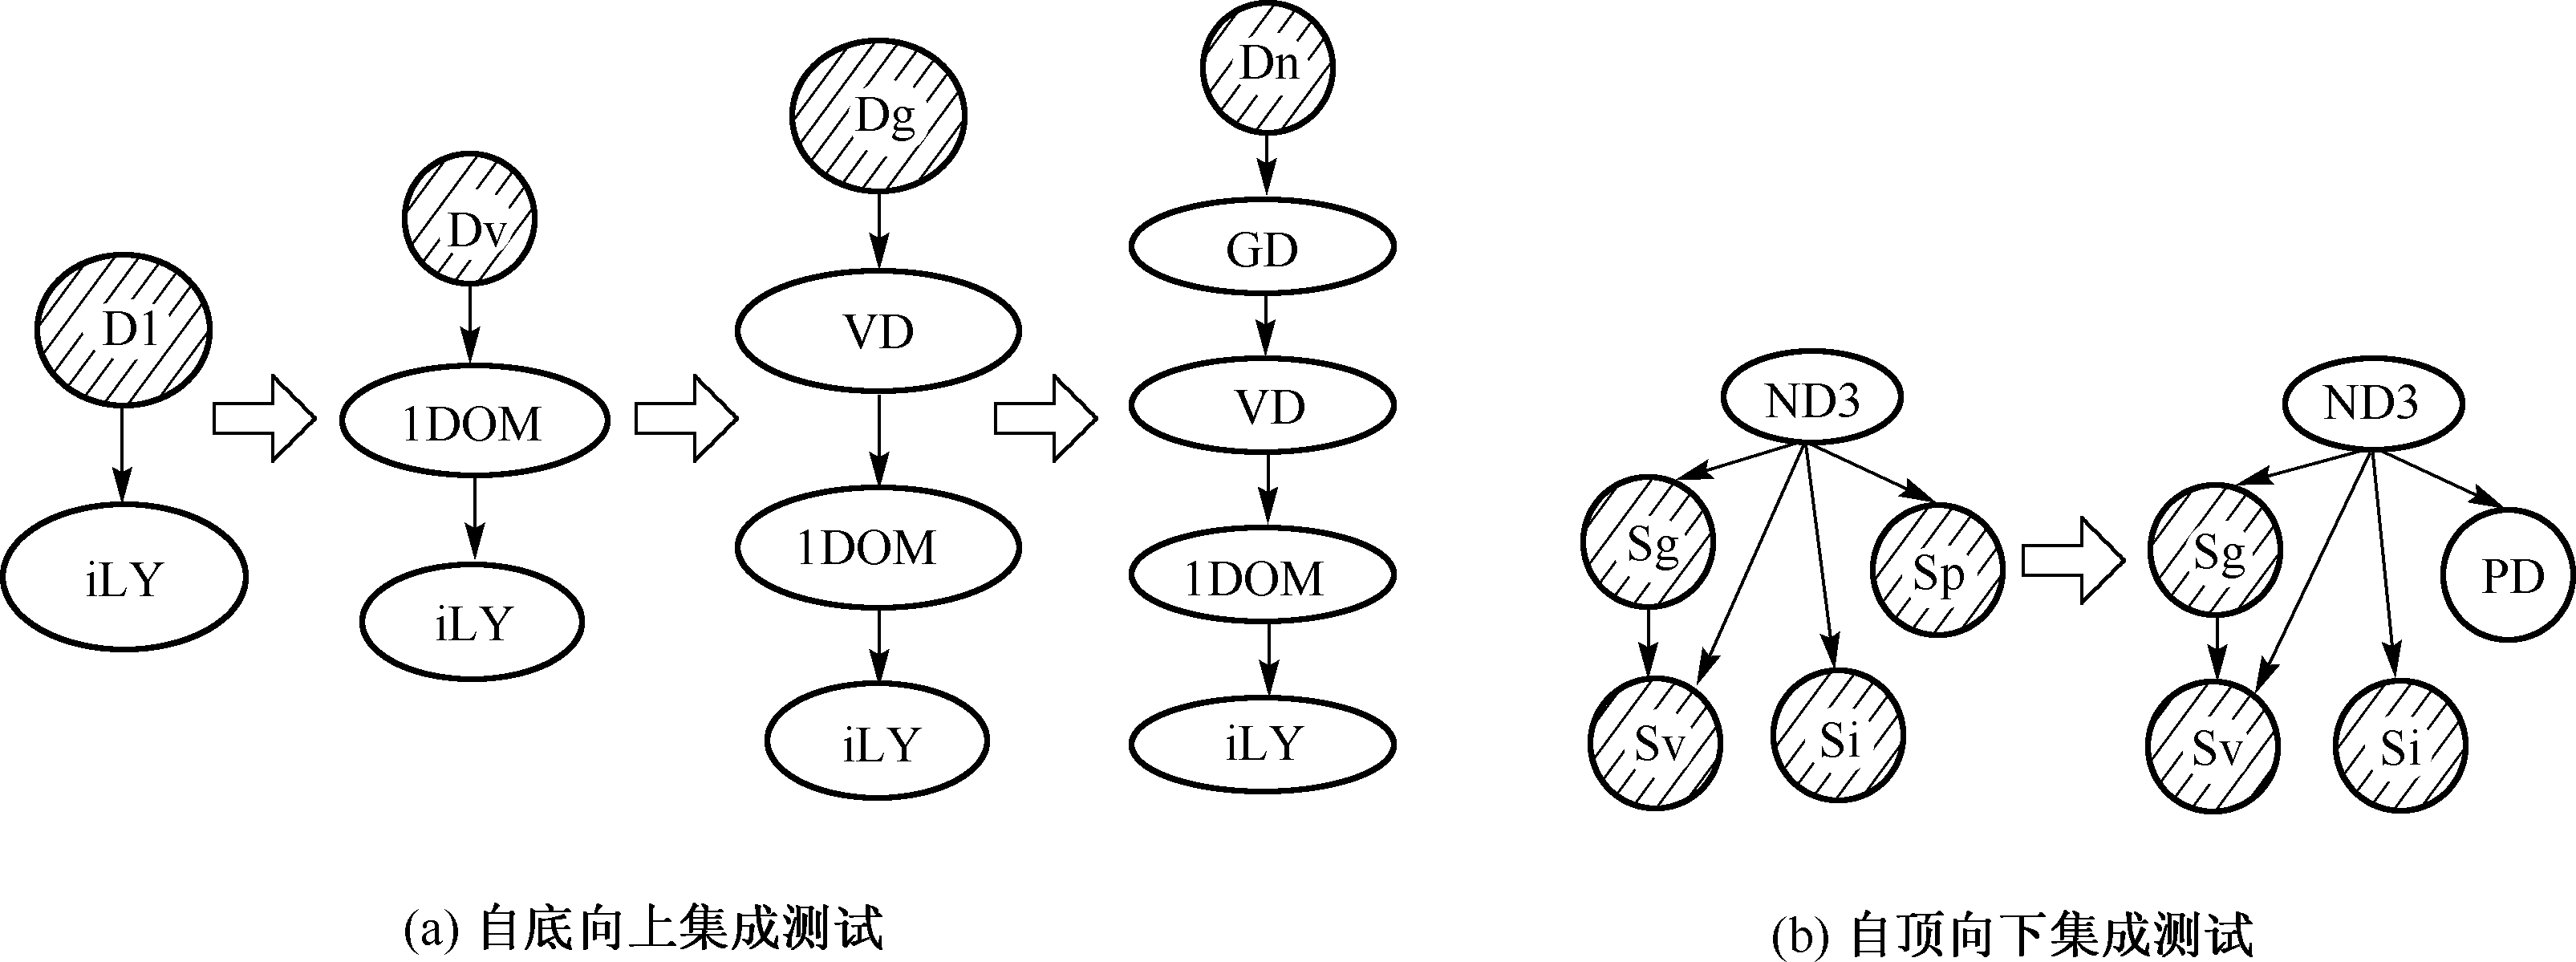 D1
iLY
Dv
1DOM
iLY
Dg
VD
1DOM
iLY
Dn
GD
VD
1DOM
iLY
(a) 自底向上集成测试
ND3
Sg
Sp
Sv
Si
ND3
Sg
PD
Sv
Si
(b) 自顶向下集成测试